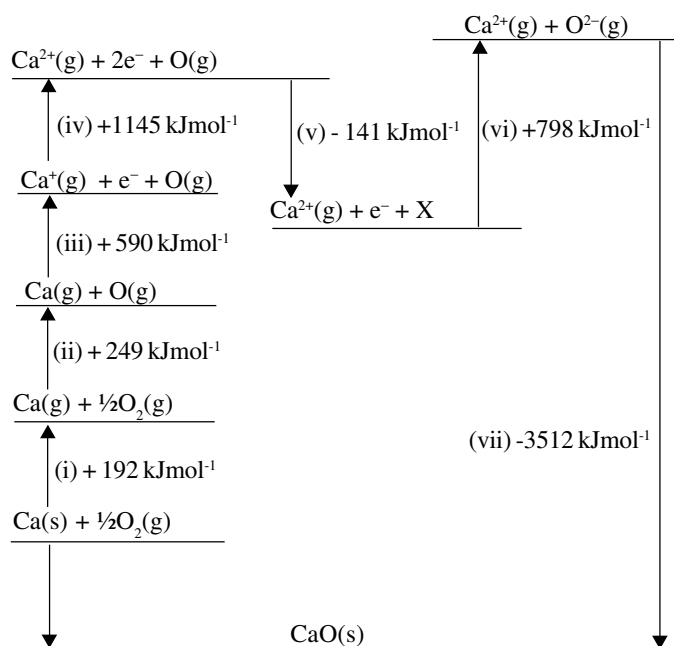 Ca²⁺(g) + O²⁻(g)
Ca²⁺(g) + 2e⁻ + O(g)
(iv) +1145 kJmol⁻¹
(v) - 141 kJmol⁻¹
(vi) +798 kJmol⁻¹
Ca⁺(g) + e⁻ + O(g)
Ca²⁺(g) + e⁻ + X
(iii) + 590 kJmol⁻¹
Ca(g) + O(g)
(ii) + 249 kJmol⁻¹
Ca(g) + ½O₂(g)
(vii) -3512 kJmol⁻¹
(i) + 192 kJmol⁻¹
Ca(s) + ½O₂(g)
CaO(s)